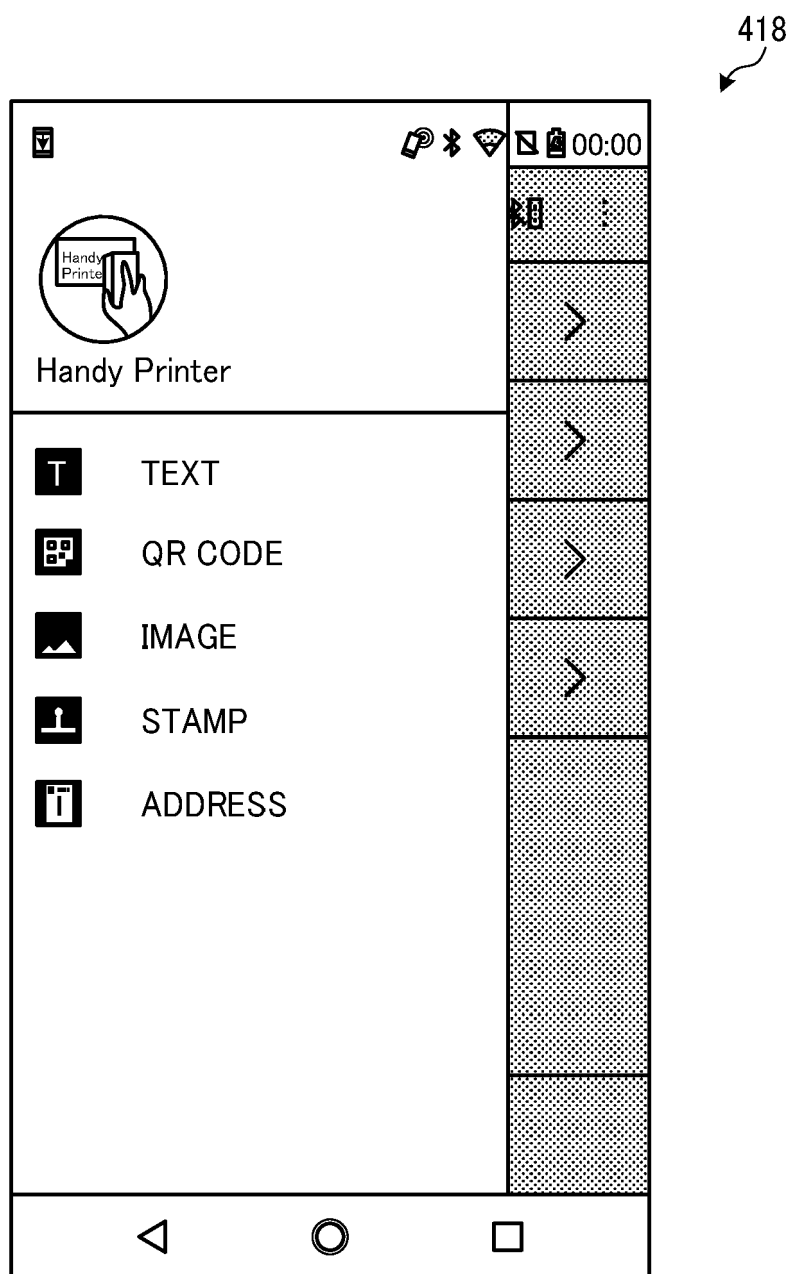 418
00:00
Handy
Printe
Handy Printer
T TEXT
QR CODE
IMAGE
STAMP
ADDRESS